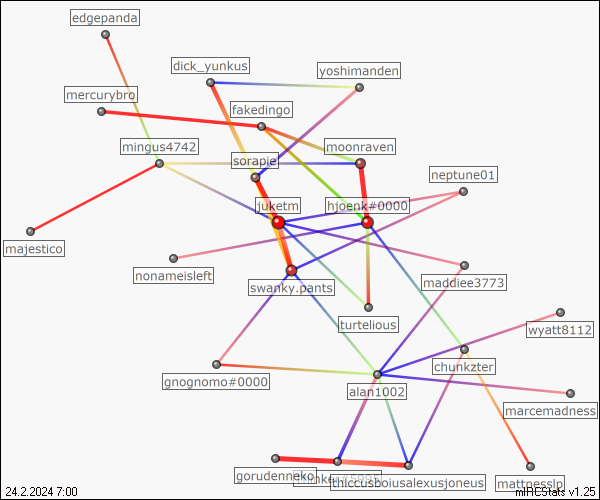 edgepanda
dick_yunkus
yoshimanden
mercurybro
fakedingo
mingus4742
moonraven
sorapie
neptune01
juketm
hjoenk#0000
majestico
nonameisleft
maddiee3773
swanky.pants
turtelious
wyatt8112
chunkzter
gnognomo#0000
alan1002
marcemadness
gorudenneko
thiccusboiusalexusjoneus
mattnesslp
24.2.2024 7:00
mIRCStats v1.25